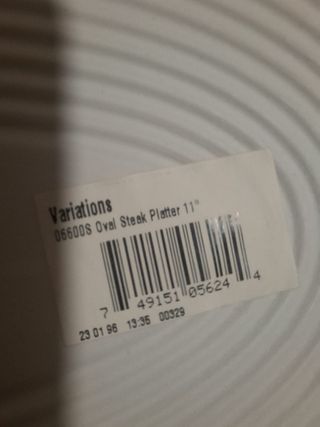 Variations
06600S Oval Steak Platter 11"
7 49151 05624 4
23 01 96 13:35 00329